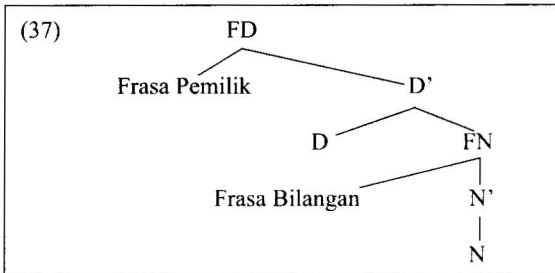 (37) FD
Frasa Pemilik D'
D FN
Frasa Bilangan N'
N